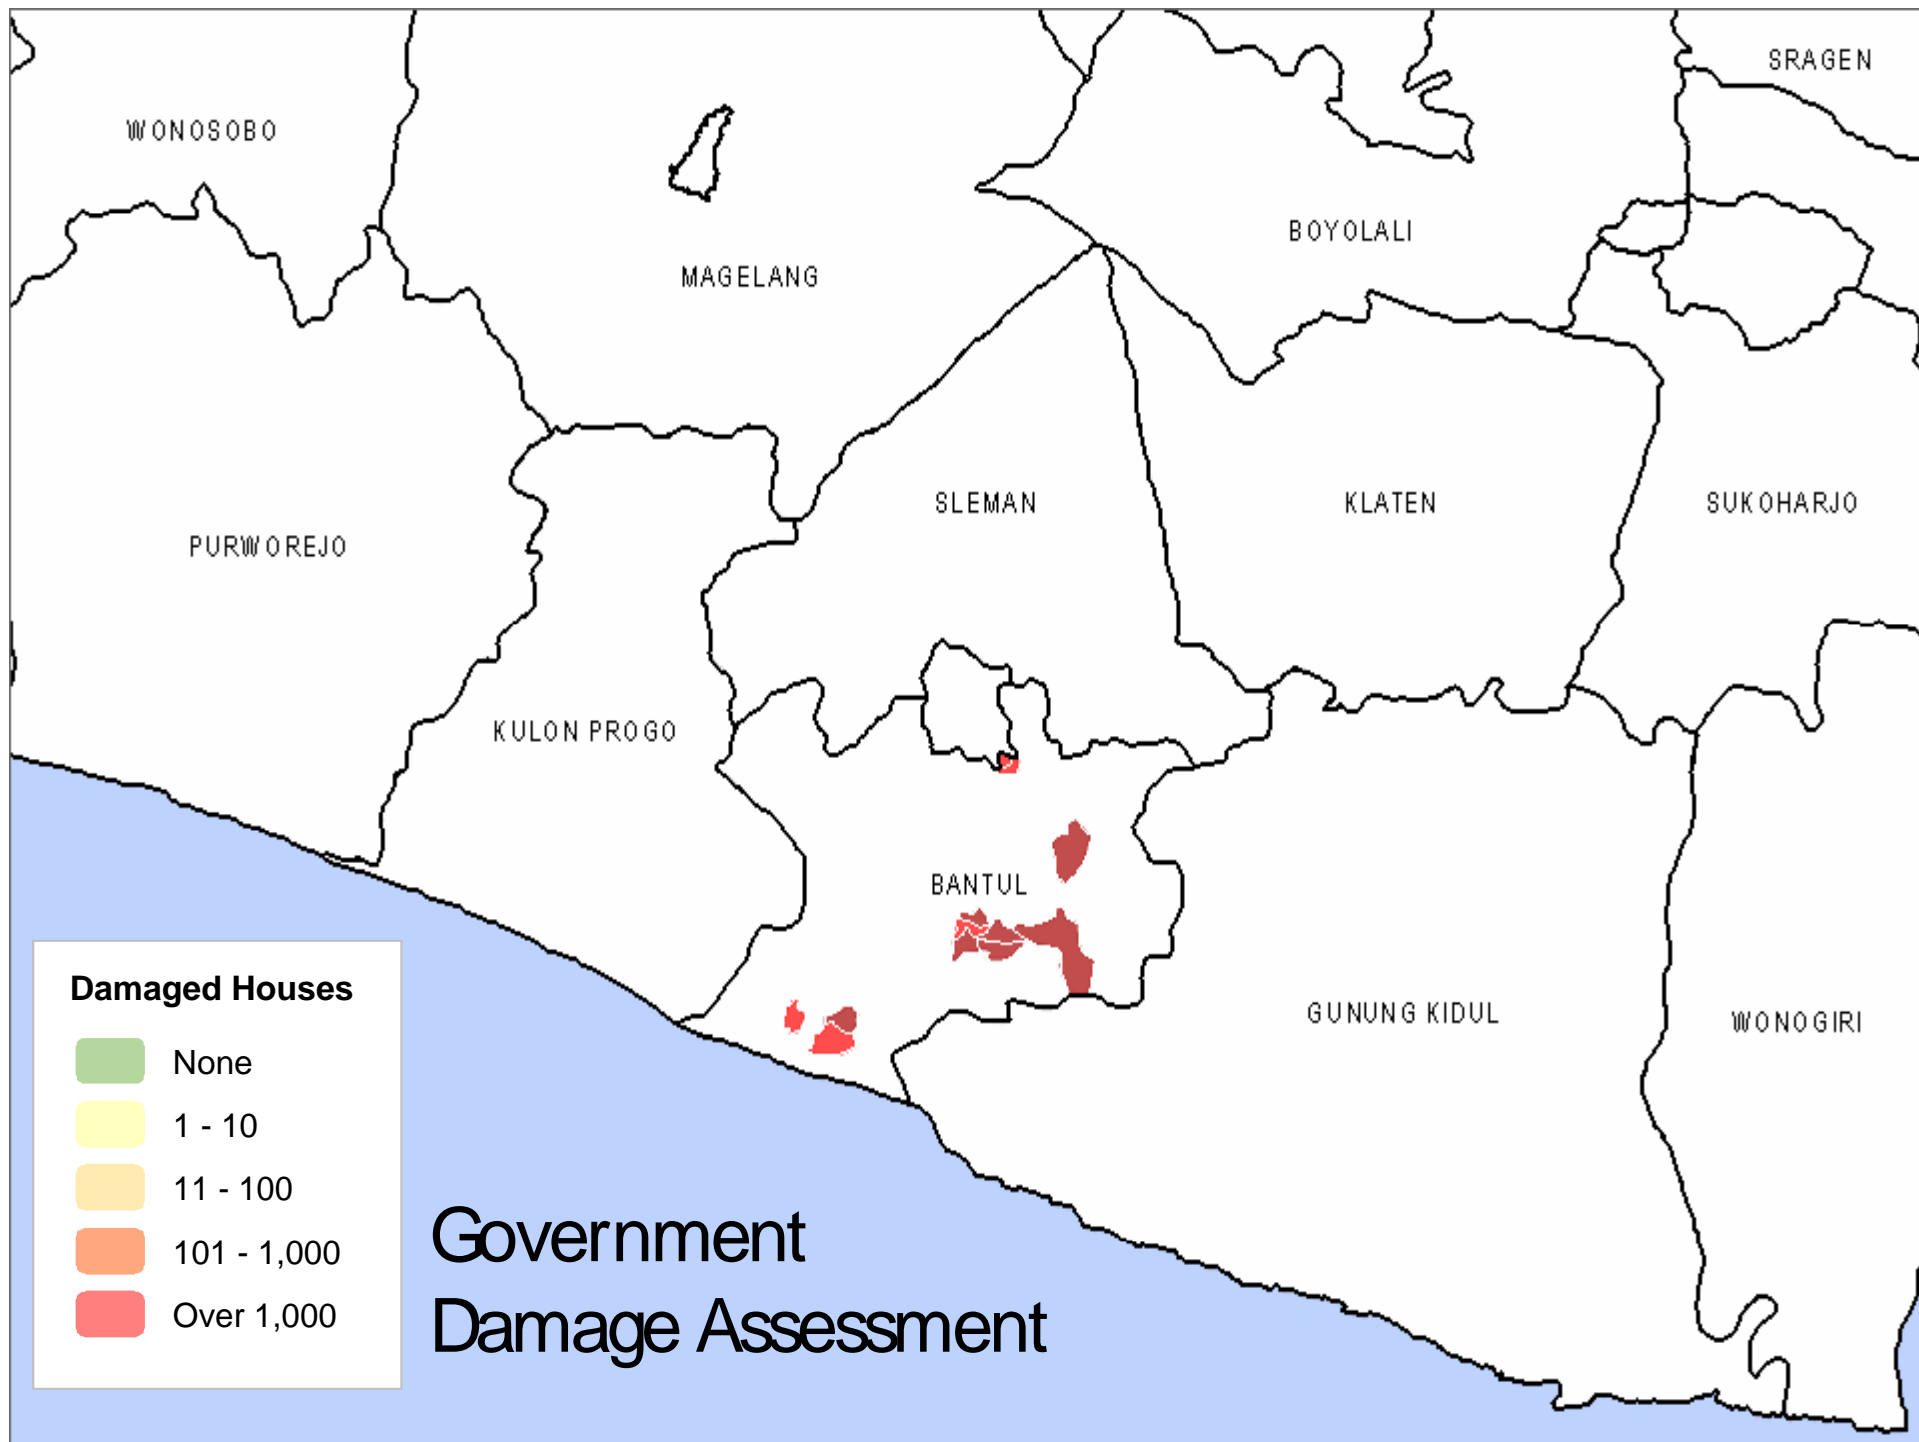 SRAGEN
WONOSOBO
BOYOLALI
MAGELANG
SLEMAN
KLATEN
SUKOHARJO
PURWOREJO
KULON PROGO
BANTUL
GUNUNG KIDUL
WONOGIRI
Damaged Houses
None
1 - 10
11 - 100
101 - 1,000
Over 1,000
Government
Damage Assessment